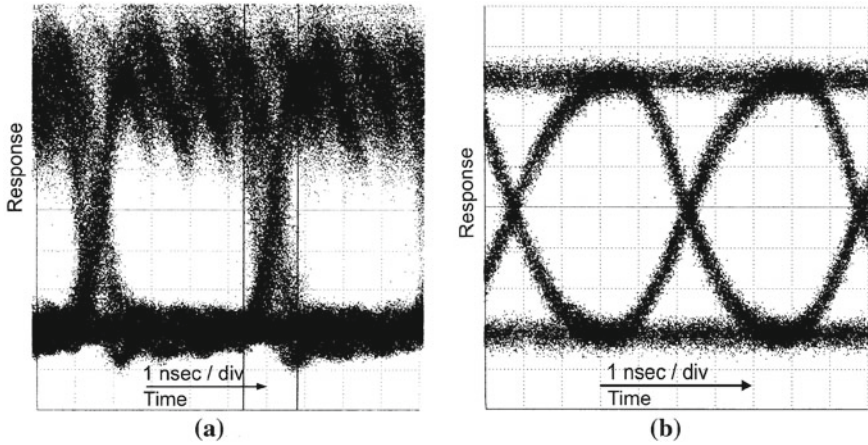 Response
1 nsec / div
Time
(a)
Response
1 nsec / div
Time
(b)